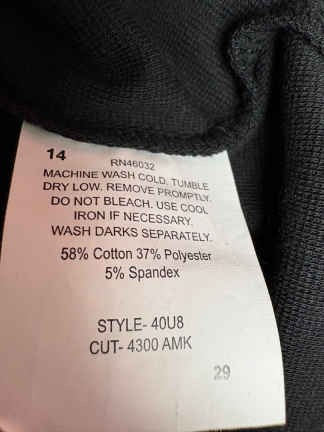 14
RN46032
MACHINE WASH COLD. TUMBLE
DRY LOW. REMOVE PROMPTLY.
DO NOT BLEACH. USE COOL
IRON IF NECESSARY.
WASH DARKS SEPARATELY.
58% Cotton 37% Polyester
5% Spandex
STYLE- 40U8
CUT- 4300 AMK
29